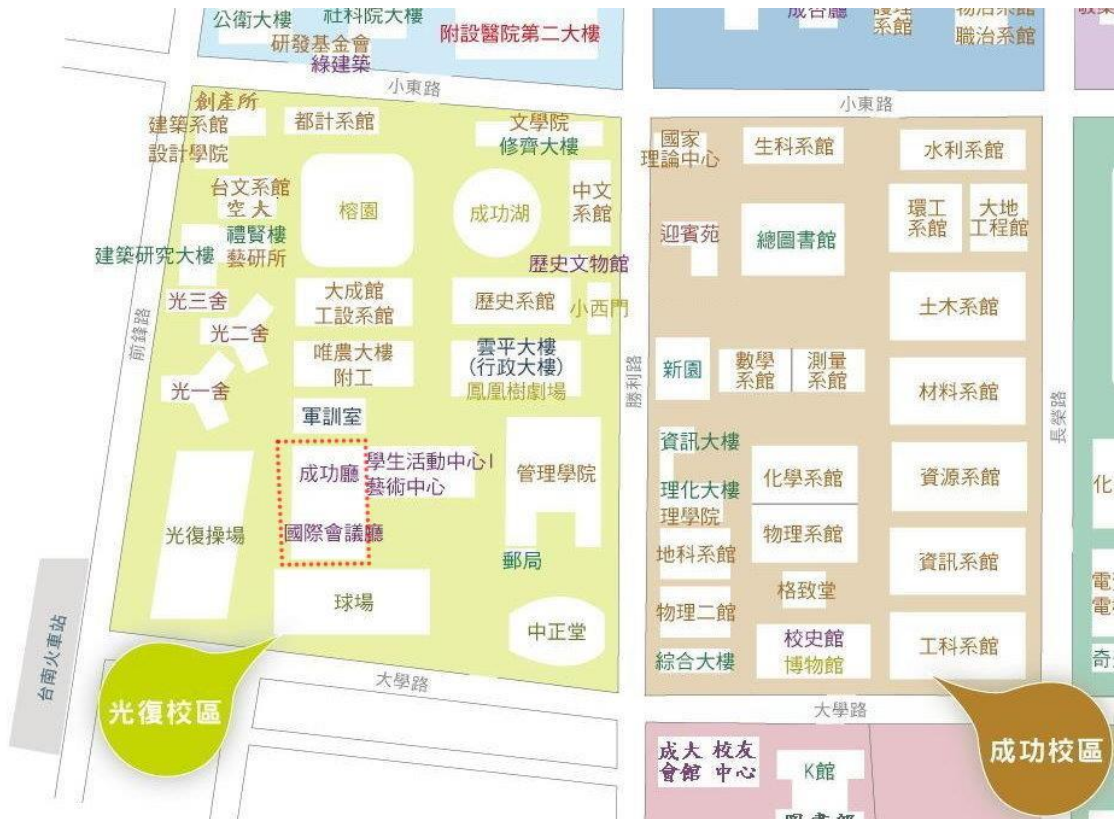 公衛大樓
社科院大樓
研發基金會
綠建築
附設醫院第二大樓
職治系館
小東路
小東路
創產所
建築系館
設計學院
都計系館
文學院
修齊大樓
台文系館
空大
榕園
成功湖
中文
系館
禮賢樓
藝研所
建築研究大樓
歷史文物館
光三舍
大成館
工設系館
歷史系館
小西門
光二舍
前鋒路
唯農大樓
附工
雲平大樓
(行政大樓)
鳳凰樹劇場
光一舍
軍訓室
勝利路
成功廳
學生活動中心I
藝術中心
管理學院
國際會議廳
光復操場
郵局
球場
中正堂
台南火車站
大學路
光復校區
國家
理論中心
生科系館
水利系館
迎賓苑
總圖書館
環工
系館
大地
工程館
土木系館
新園
數學
系館
測量
系館
材料系館
長榮路
資訊大樓
理化大樓
理學院
化學系館
資源系館
物理系館
地科系館
資訊系館
格致堂
物理二館
校史館
博物館
工科系館
綜合大樓
大學路
成功校區
成大
會館
校友
中心
K館